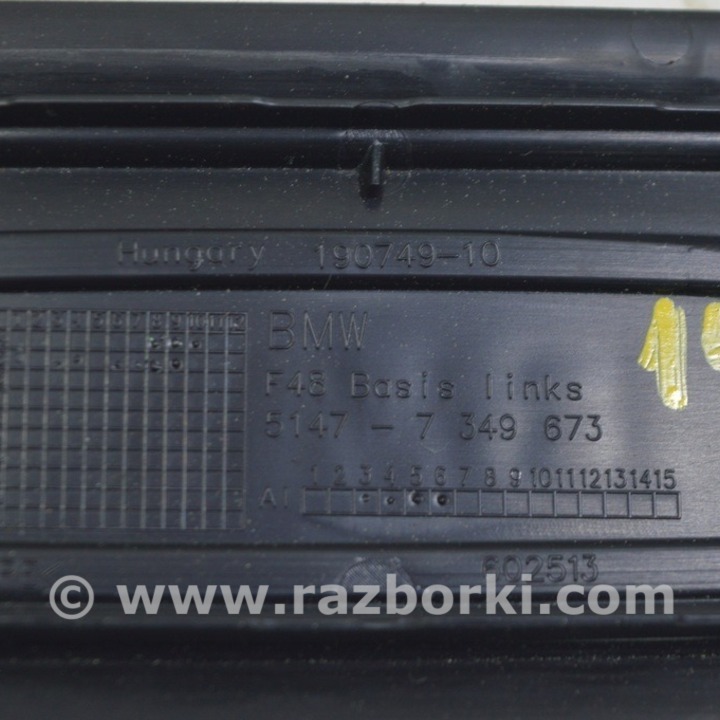 Hungary 190749-10
BMW
F48 Basis links
5147 - 7 349 673
1 2 3 4 5 6 7 8 9 10 11 12 13 14 15
AI
602513
© www.razborki.com